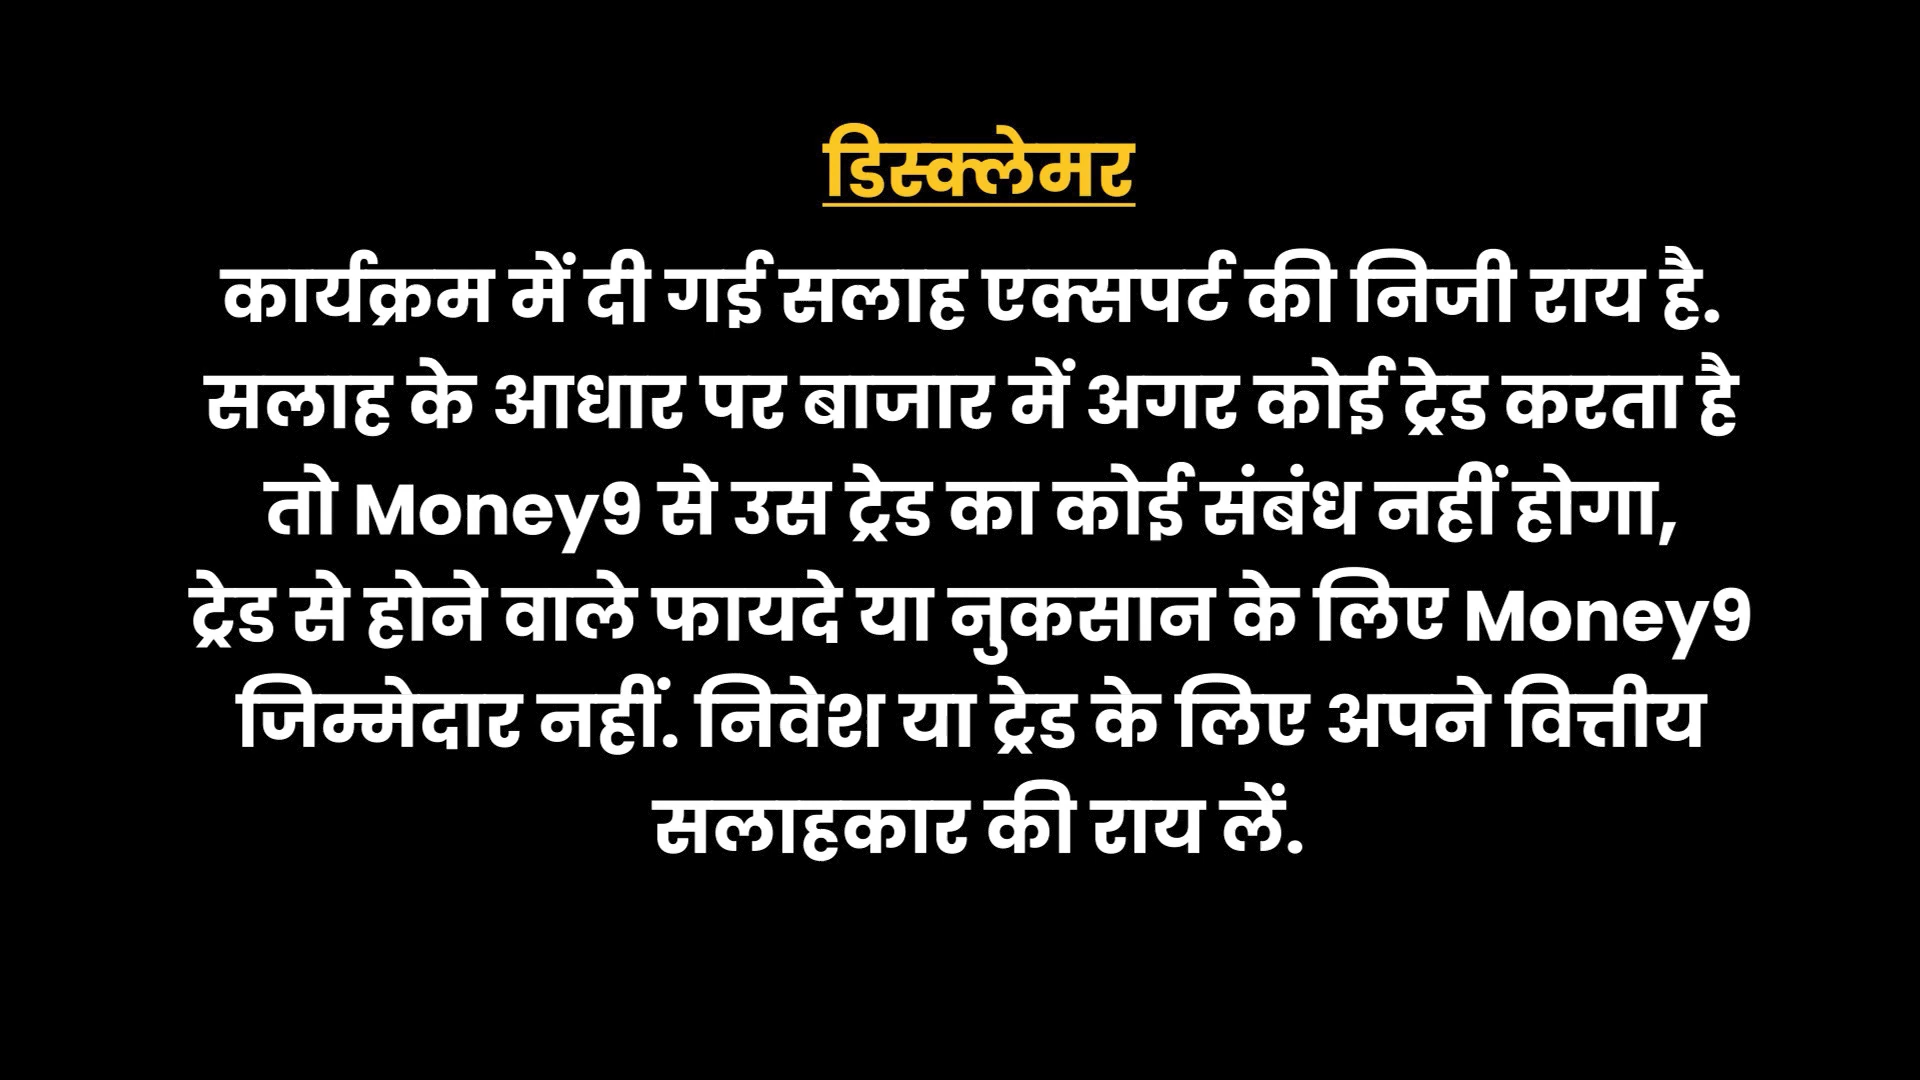 डिस्क्लेमर
कार्यक्रम में दी गई सलाह एक्सपर्ट की निजी राय है.
सलाह के आधार पर बाजार में अगर कोई ट्रेड करता है
तो Money9 से उस ट्रेड का कोई संबंध नहीं होगा,
ट्रेड से होने वाले फायदे या नुकसान के लिए Money9
जिम्मेदार नहीं. निवेश या ट्रेड के लिए अपने वित्तीय
सलाहकार की राय लें.